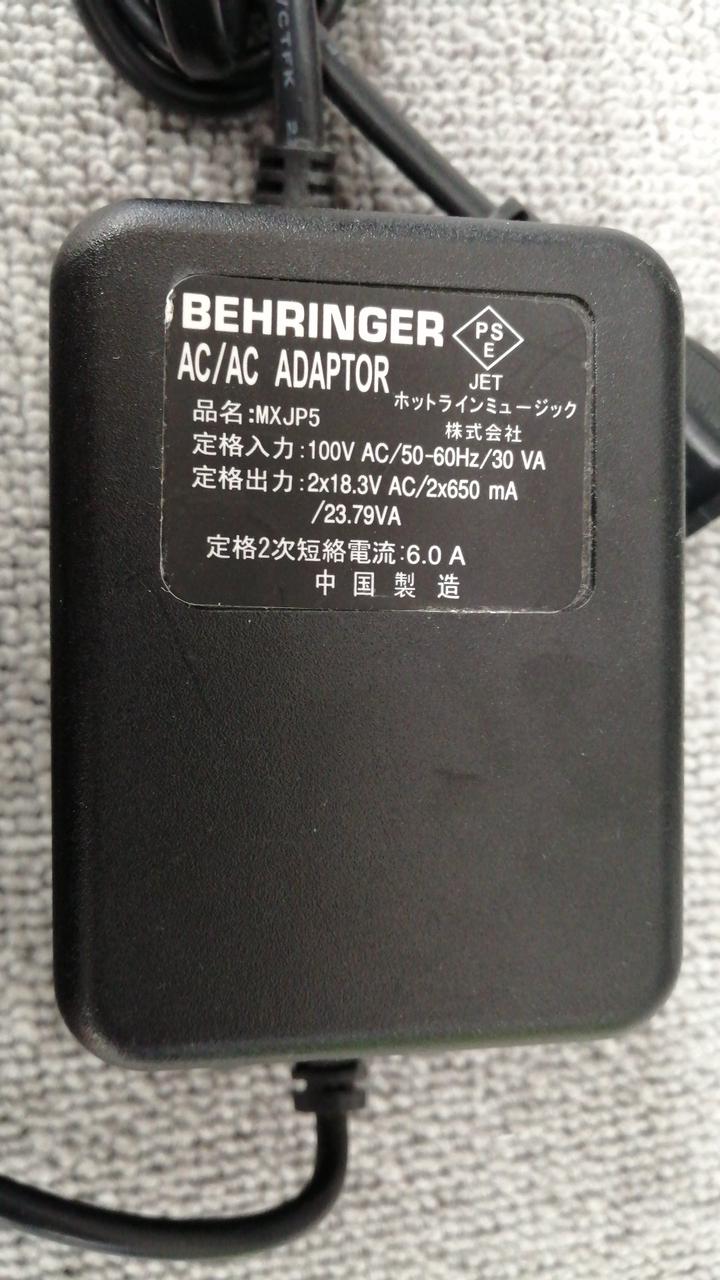 BEHRINGER
PS
E
AC/AC ADAPTOR
JET
ホットラインミュージック
株式会社
品名:MXJP5
定格入力:100V AC/50-60Hz/30 VA
定格出力:2x18.3V AC/2x650 mA
/23.79VA
定格2次短絡電流:6.0 A
中国製造